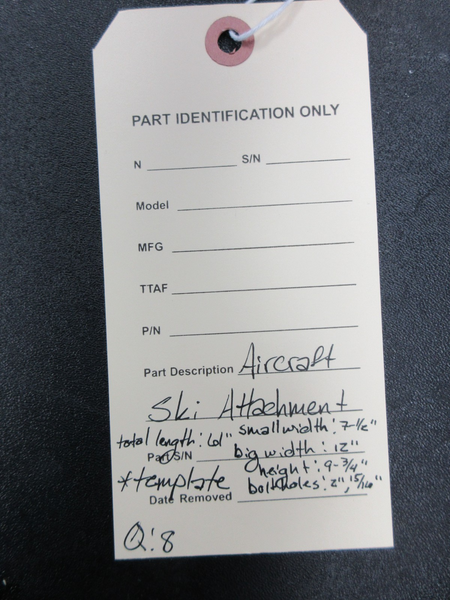 PART IDENTIFICATION ONLY
N S/N
Model
MFG
TTAF
P/N
Part Description Aircraft
Ski Attachment
total length: 61" small width: 7-½"
Part S/N big width: 12"
height: 9-3/4"
*template boltholes: 2", 15/16"
Date Removed
Q: 8